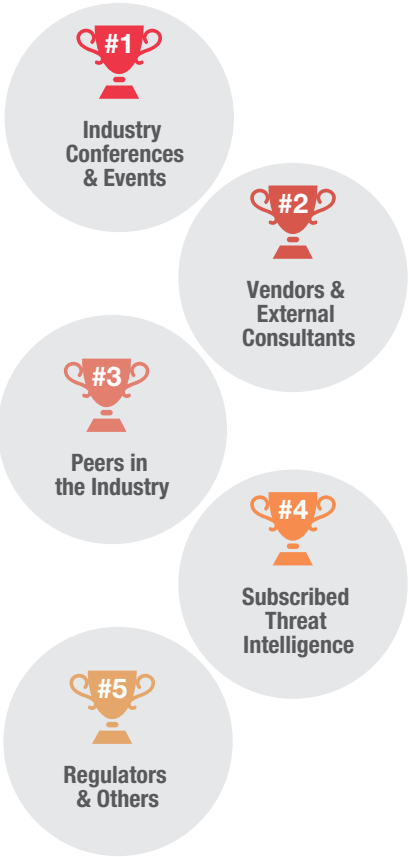 #1
Industry
Conferences
& Events
#2
Vendors &
External
Consultants
#3
Peers in
the Industry
#4
Subscribed
Threat
Intelligence
#5
Regulators
& Others